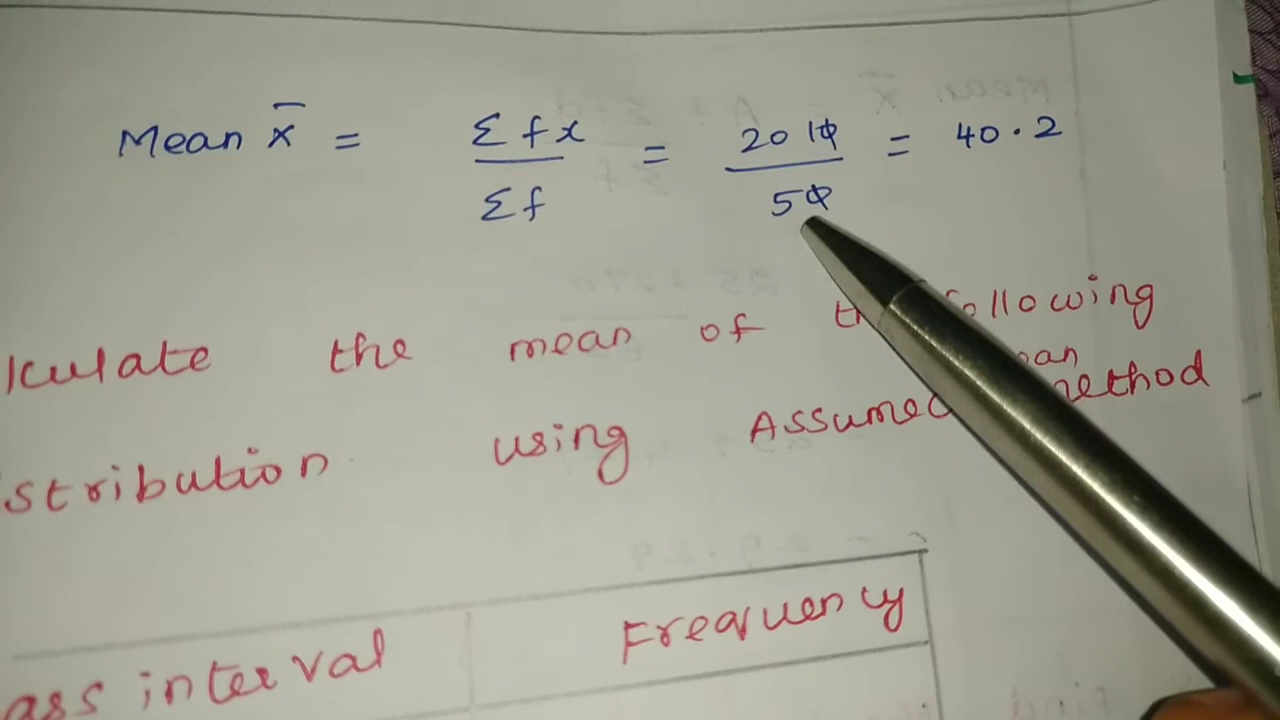 Mean x̄ = Σfx / Σf = 2010 / 50 = 40.2
lculate the mean of the following
mean
stribution using Assumed method
ass interval Frequency